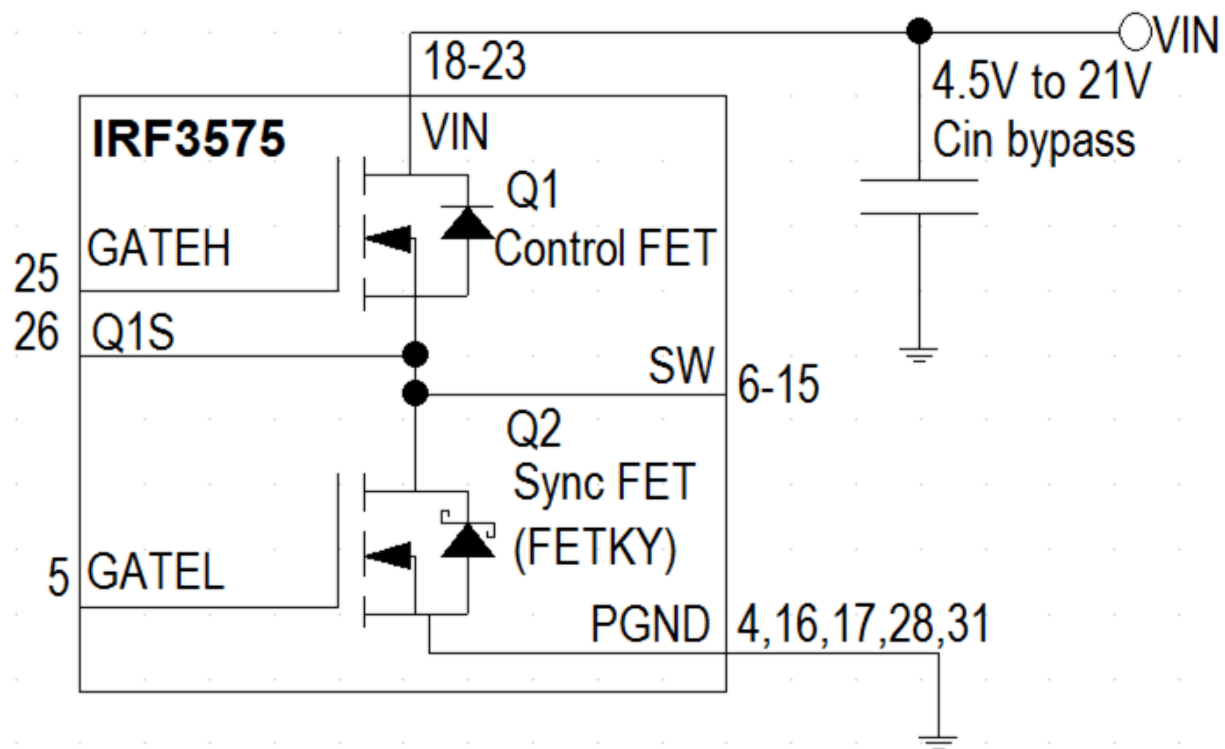 VIN
18-23
4.5V to 21V
Cin bypass
IRF3575
VIN
Q1
Control FET
GATEH
25
26
Q1S
SW
6-15
Q2
Sync FET
(FETKY)
5
GATEL
PGND
4,16,17,28,31